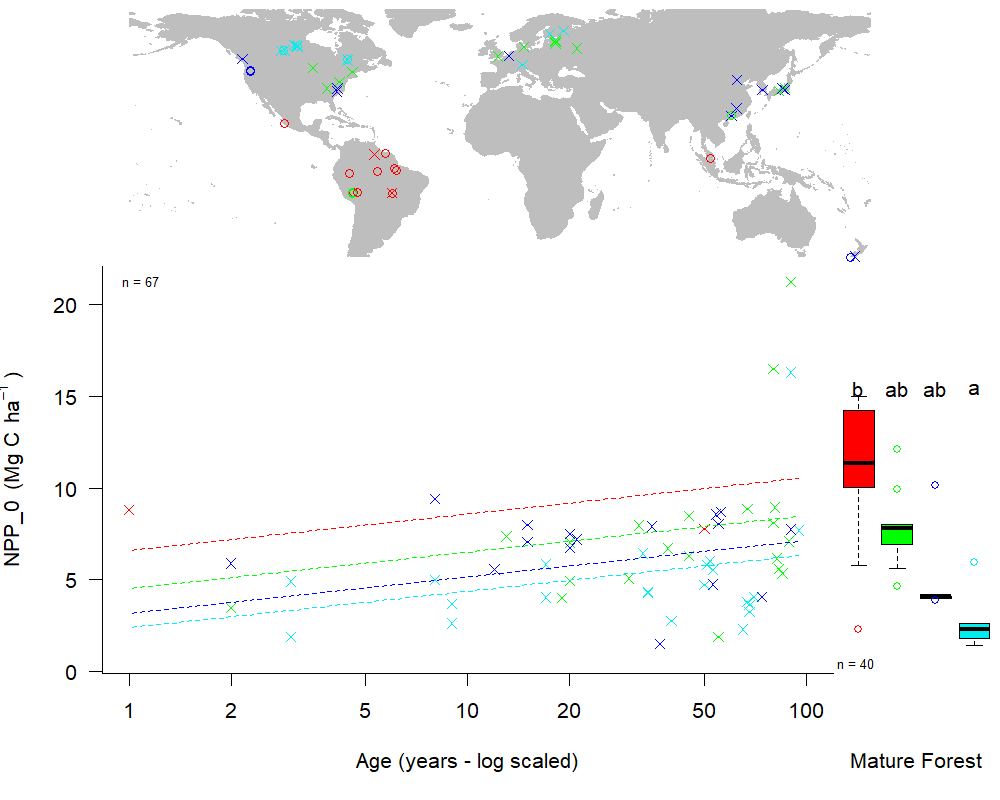 n = 67
20
15
10
5
0
NPP_0 (Mg C ha⁻¹)
b ab ab a
n = 40
1 2 5 10 20 50 100
Age (years - log scaled)
Mature Forest